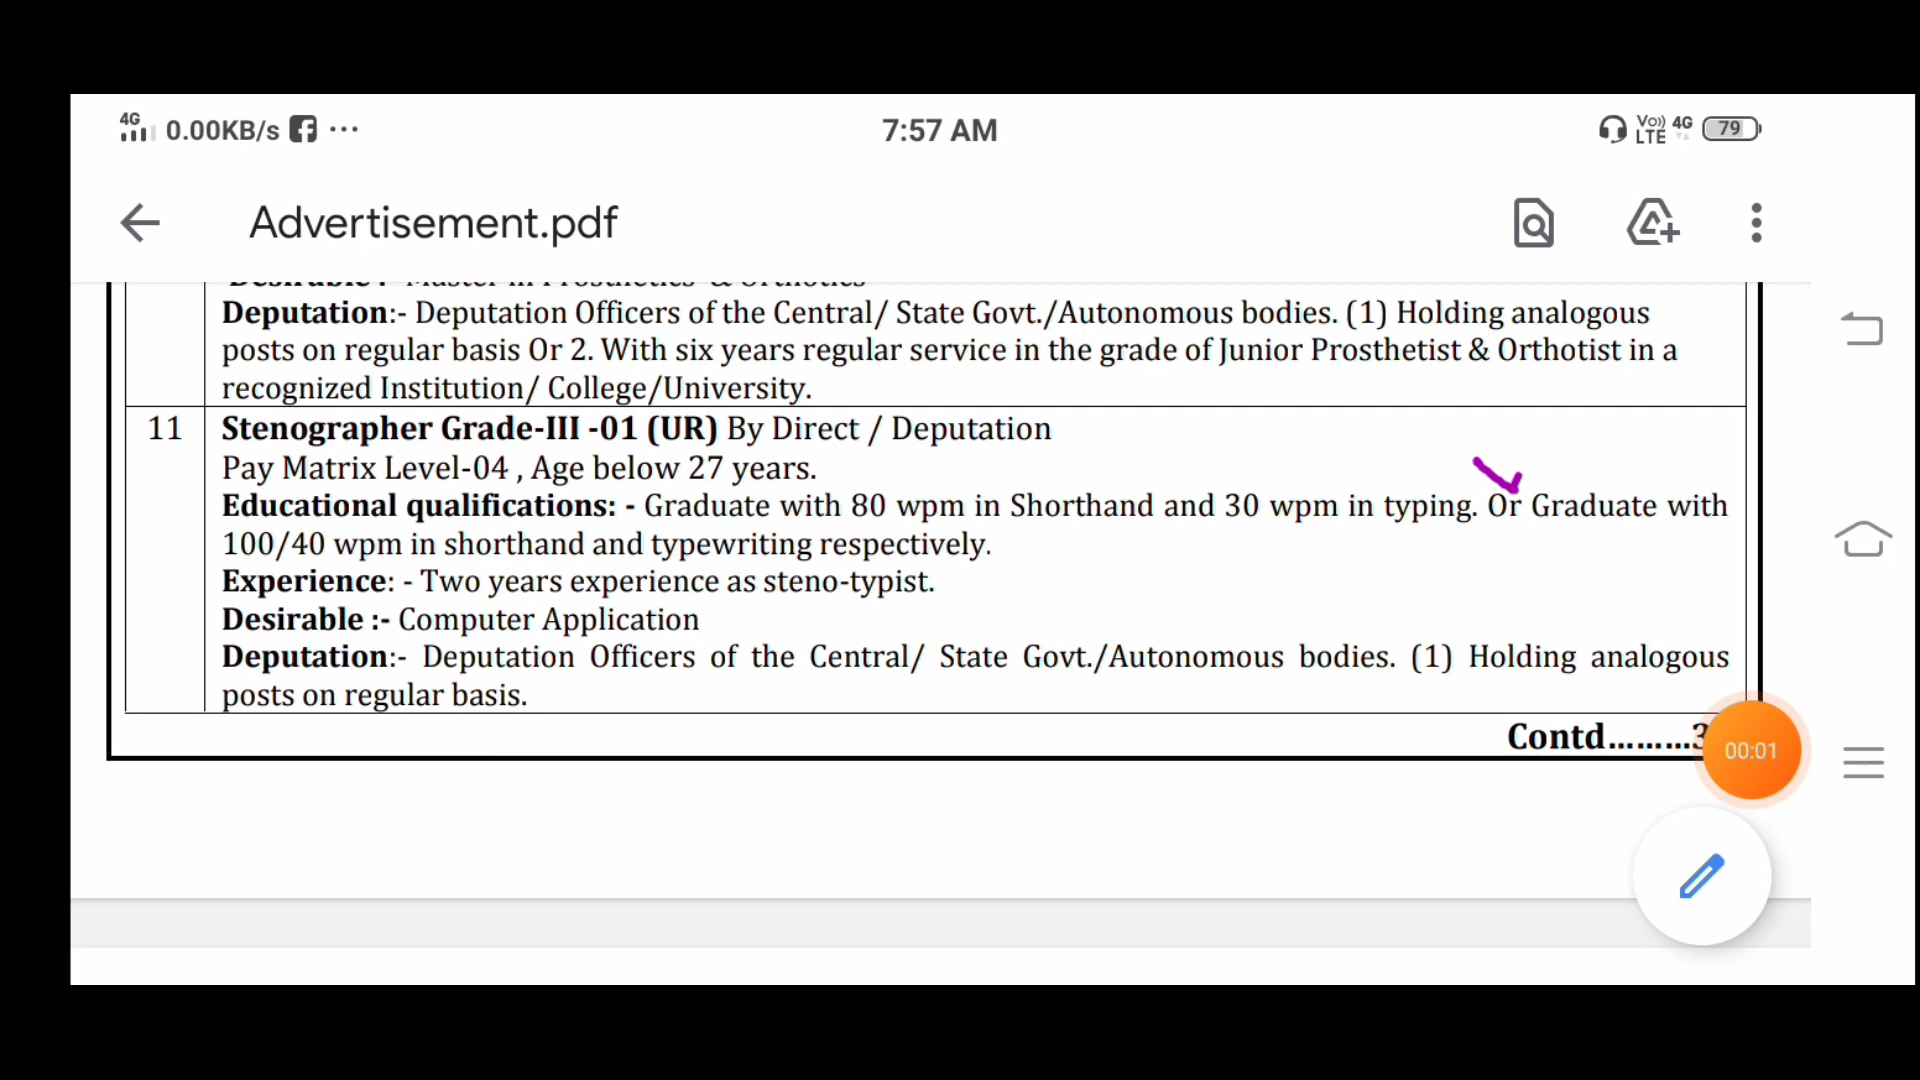 4G 0.00KB/s ... 7:57 AM Vo)) LTE 4G 79
Advertisement.pdf
Desirable :- Master in Prosthetics & Orthotics
Deputation:- Deputation Officers of the Central/ State Govt./Autonomous bodies. (1) Holding analogous
posts on regular basis Or 2. With six years regular service in the grade of Junior Prosthetist & Orthotist in a
recognized Institution/ College/University.
11 Stenographer Grade-III -01 (UR) By Direct / Deputation
Pay Matrix Level-04 , Age below 27 years.
Educational qualifications: - Graduate with 80 wpm in Shorthand and 30 wpm in typing. Or Graduate with
100/40 wpm in shorthand and typewriting respectively.
Experience: - Two years experience as steno-typist.
Desirable :- Computer Application
Deputation:- Deputation Officers of the Central/ State Govt./Autonomous bodies. (1) Holding analogous
posts on regular basis.
Contd.........3
00:01